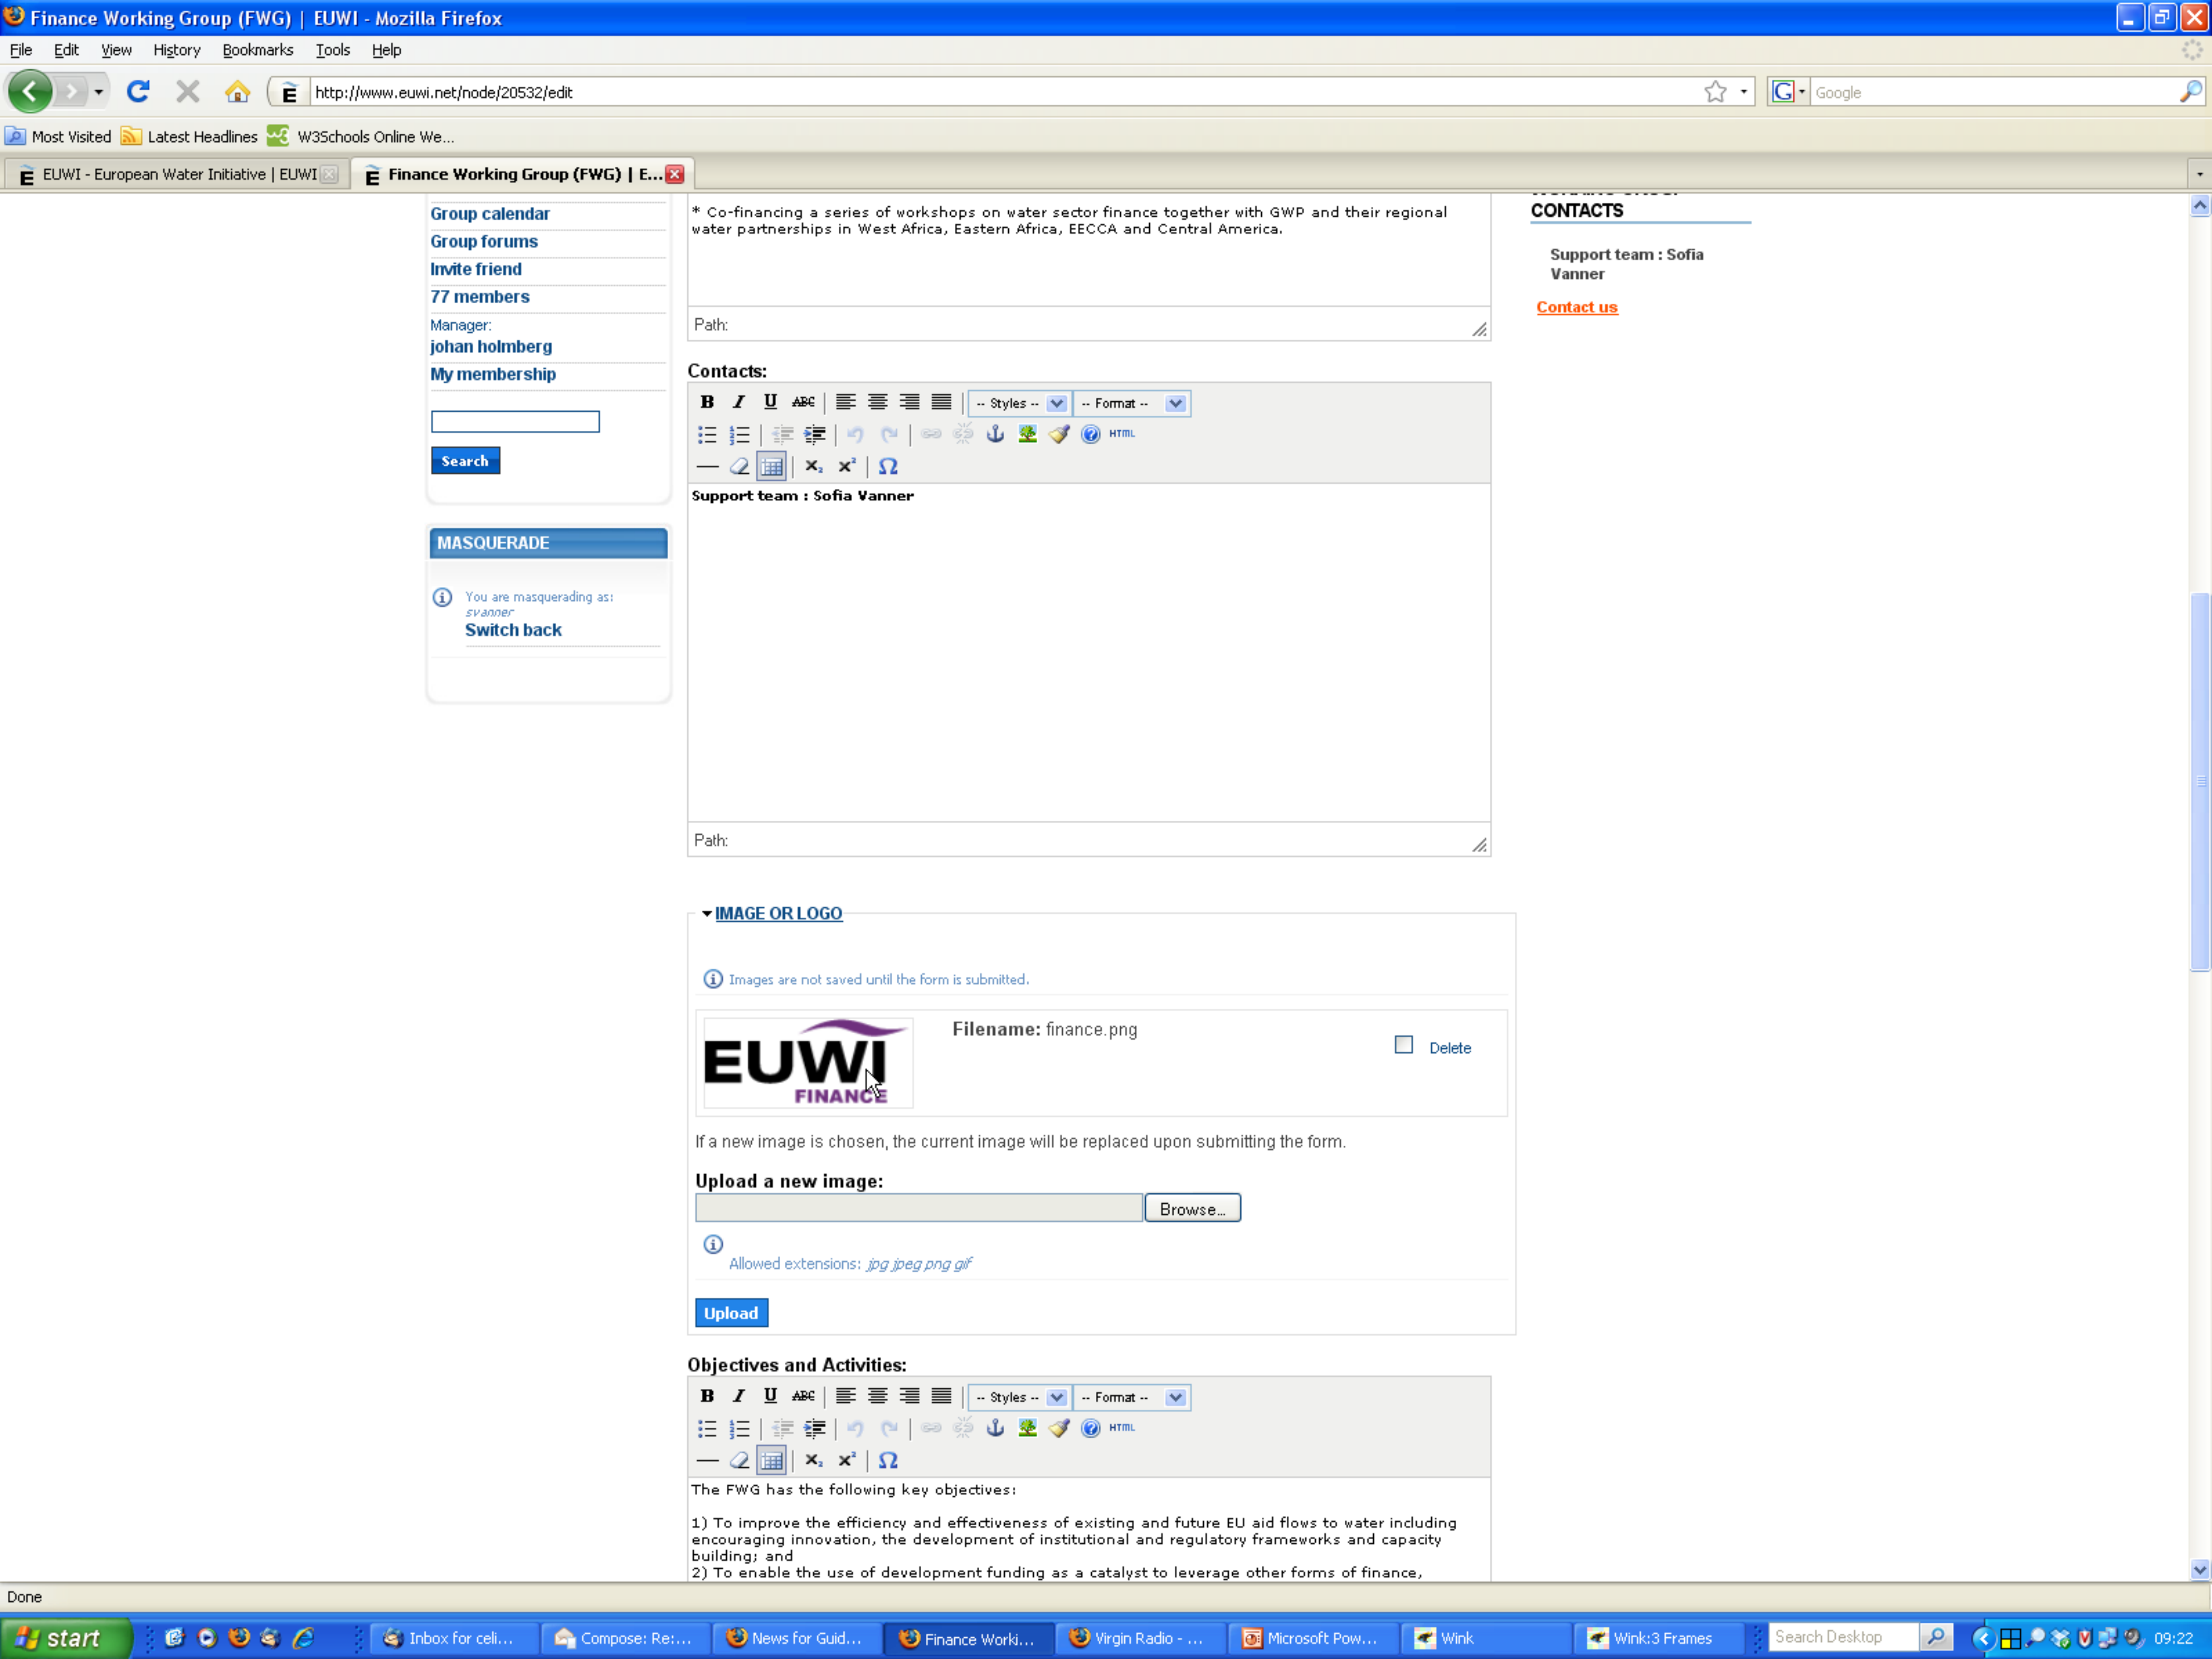 Finance Working Group (FWG) | EUWI - Mozilla Firefox
File Edit View History Bookmarks Tools Help
http://www.euwi.net/node/20532/edit
Google
Most Visited Latest Headlines W3Schools Online We...
EUWI - European Water Initiative | EUWI
Finance Working Group (FWG) | E...
Group calendar
Group forums
Invite friend
77 members
Manager:
johan holmberg
My membership
Search
MASQUERADE
You are masquerading as:
svanner
Switch back
* Co-financing a series of workshops on water sector finance together with GWP and their regional
water partnerships in West Africa, Eastern Africa, EECCA and Central America.
Path:
Contacts:
B I U ABC -- Styles -- -- Format --
HTML
x₂ x² Ω
Support team : Sofia Vanner
Path:
IMAGE OR LOGO
Images are not saved until the form is submitted.
EUWI
FINANCE
Filename: finance.png
Delete
If a new image is chosen, the current image will be replaced upon submitting the form.
Upload a new image:
Browse...
Allowed extensions: jpg jpeg png gif
Upload
Objectives and Activities:
B I U ABC -- Styles -- -- Format --
HTML
x₂ x² Ω
The FWG has the following key objectives:
1) To improve the efficiency and effectiveness of existing and future EU aid flows to water including
encouraging innovation, the development of institutional and regulatory frameworks and capacity
building; and
2) To enable the use of development funding as a catalyst to leverage other forms of finance,
CONTACTS
Support team : Sofia
Vanner
Contact us
Done
start
Inbox for celi...
Compose: Re:...
News for Guid...
Finance Worki...
Virgin Radio - ...
Microsoft Pow...
Wink
Wink:3 Frames
Search Desktop
09:22